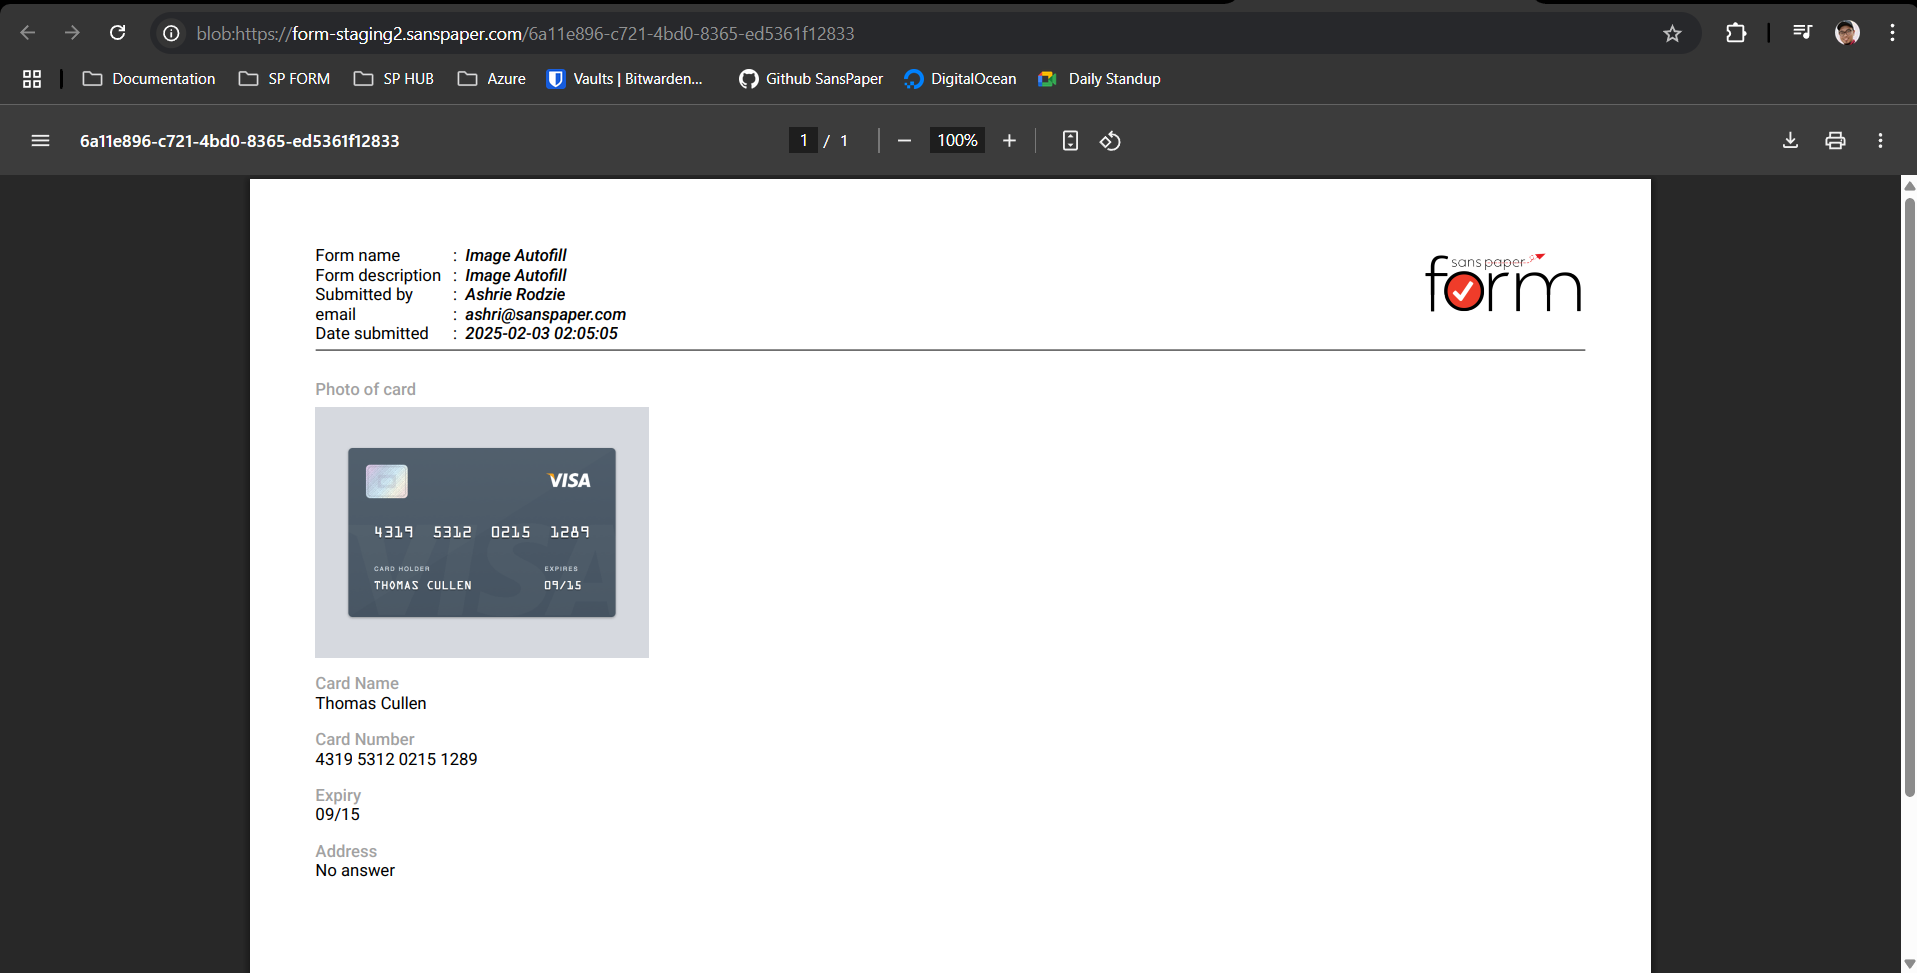 blob:https://form-staging2.sanspaper.com/6a11e896-c721-4bd0-8365-ed5361f12833
Documentation SP FORM SP HUB Azure Vaults | Bitwarden... Github SansPaper DigitalOcean Daily Standup
6a11e896-c721-4bd0-8365-ed5361f12833 1 / 1 100%
Form name : Image Autofill
Form description : Image Autofill
Submitted by : Ashrie Rodzie
email : ashri@sanspaper.com
Date submitted : 2025-02-03 02:05:05
sans paper
form
Photo of card
VISA
4319 5312 0215 1289
CARD HOLDER EXPIRES
THOMAS CULLEN 09/15
VISA
Card Name
Thomas Cullen
Card Number
4319 5312 0215 1289
Expiry
09/15
Address
No answer